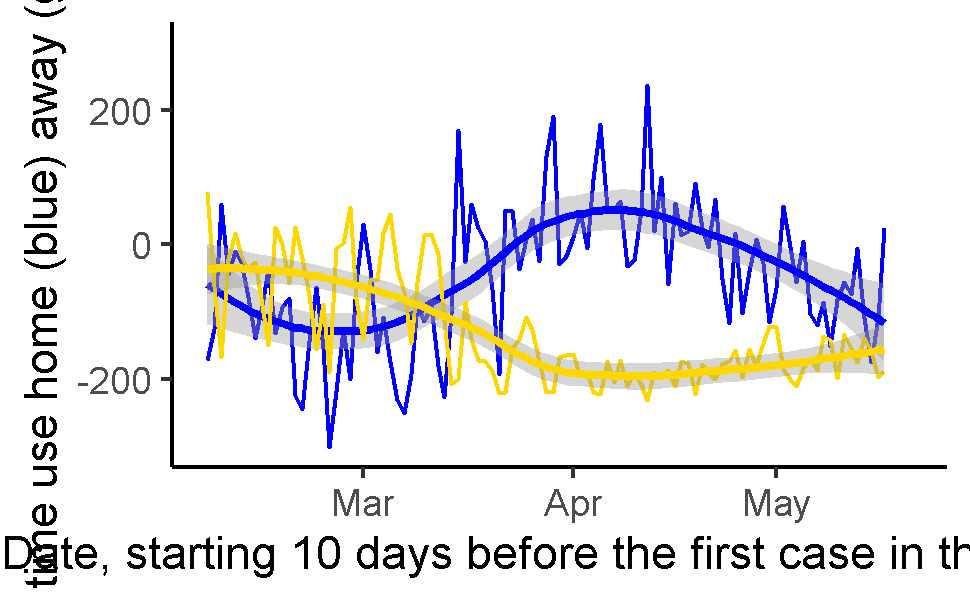 time use home (blue) away (
200
0
-200
Mar Apr May
Date, starting 10 days before the first case in th